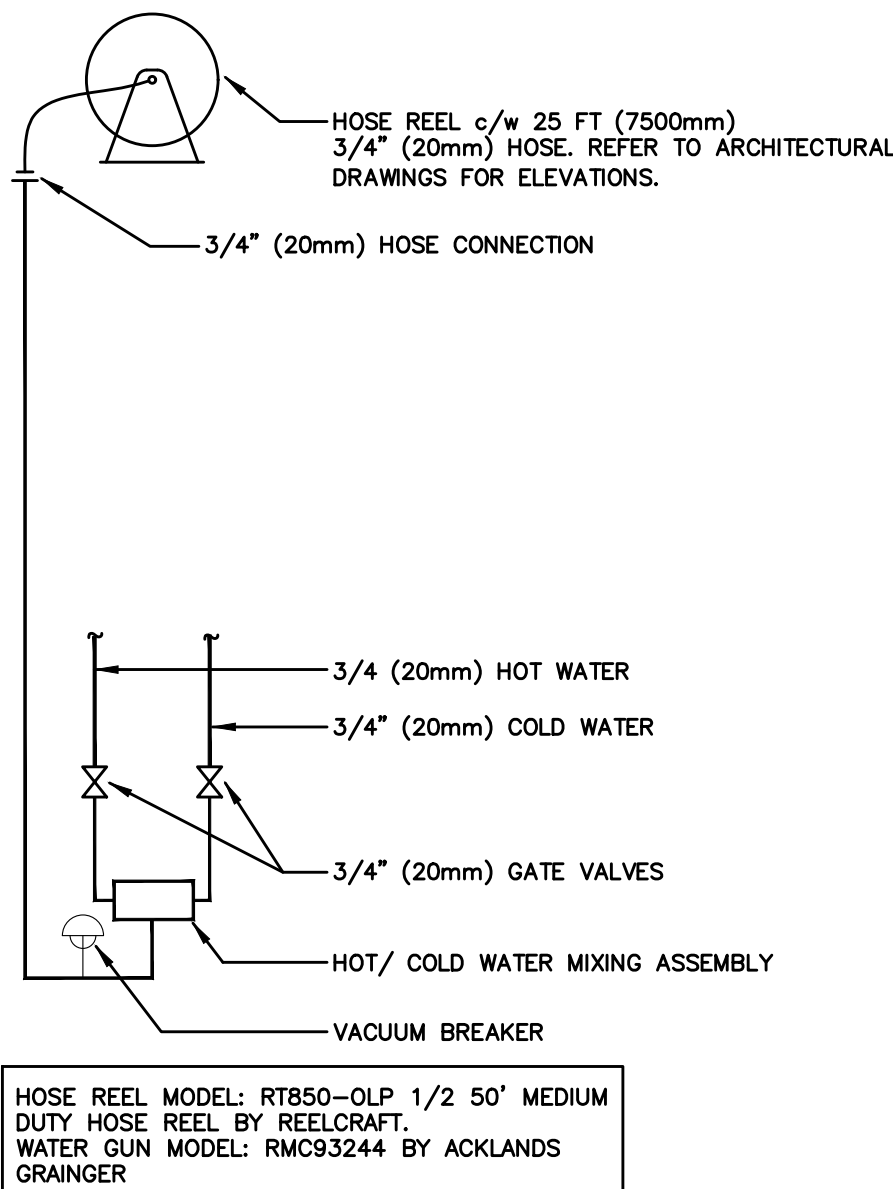 HOSE REEL c/w 25 FT (7500mm)
3/4” (20mm) HOSE. REFER TO ARCHITECTURAL
DRAWINGS FOR ELEVATIONS.
3/4” (20mm) HOSE CONNECTION
3/4 (20mm) HOT WATER
3/4” (20mm) COLD WATER
3/4” (20mm) GATE VALVES
HOT/ COLD WATER MIXING ASSEMBLY
VACUUM BREAKER
HOSE REEL MODEL: RT850-OLP 1/2 50' MEDIUM
DUTY HOSE REEL BY REELCRAFT.
WATER GUN MODEL: RMC93244 BY ACKLANDS
GRAINGER